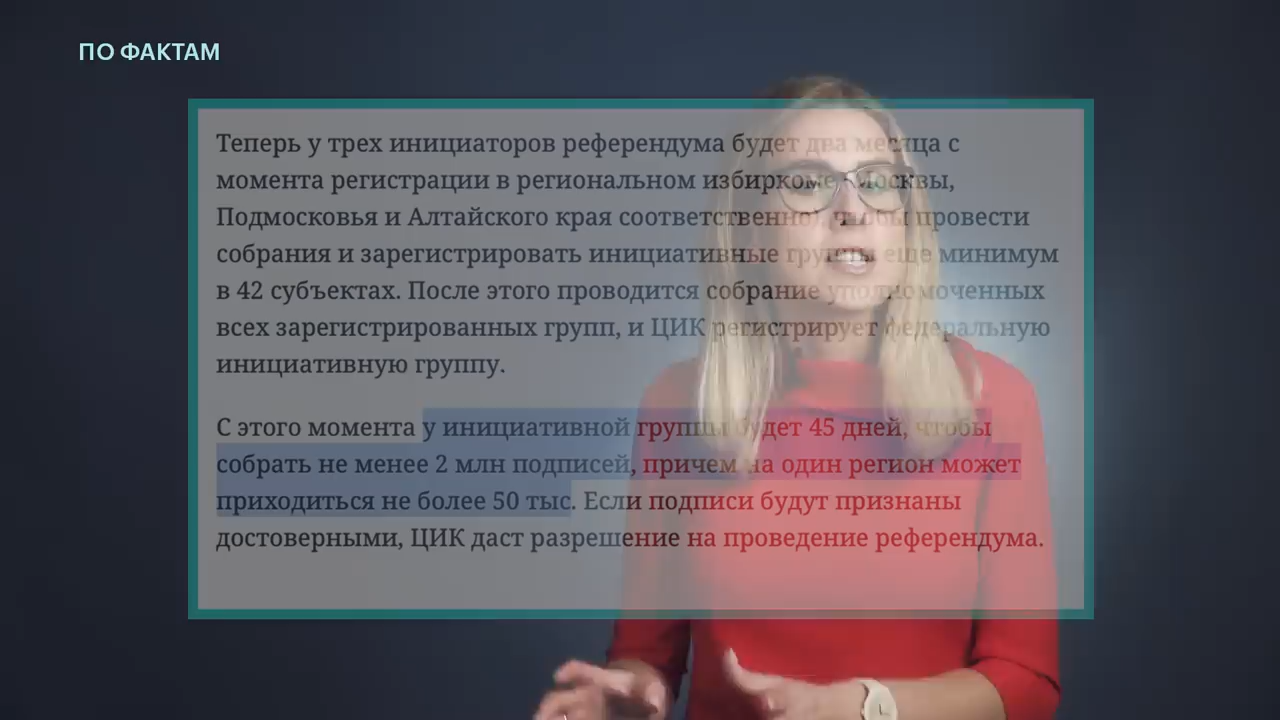 ПО ФАКТАМ
Теперь у трех инициаторов референдума будет два месяца с
момента регистрации в региональном избиркоме (Москвы,
Подмосковья и Алтайского края соответственно), чтобы провести
собрания и зарегистрировать инициативные группы еще минимум
в 42 субъектах. После этого проводится собрание уполномоченных
всех зарегистрированных групп, и ЦИК регистрирует федеральную
инициативную группу.
С этого момента у инициативной группы будет 45 дней, чтобы
собрать не менее 2 млн подписей, причем на один регион может
приходиться не более 50 тыс. Если подписи будут признаны
достоверными, ЦИК даст разрешение на проведение референдума.